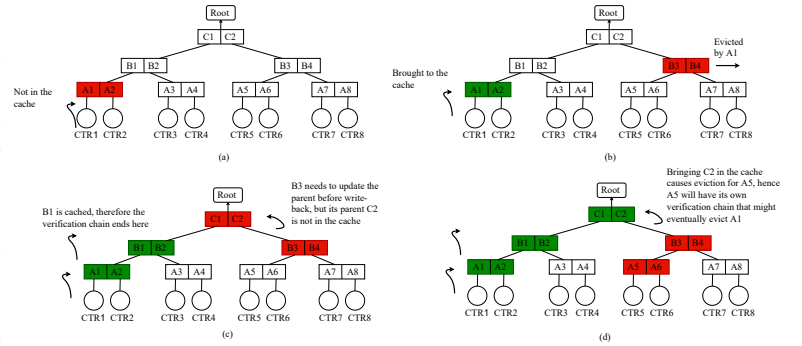 Root
C1 C2
B1 B2 B3 B4
Not in the
cache
A1 A2 A3 A4 A5 A6 A7 A8
CTR1 CTR2 CTR3 CTR4 CTR5 CTR6 CTR7 CTR8
(a)
Root
C1 C2
Evicted
by A1
B1 B2 B3 B4
Brought to the
cache
A1 A2 A3 A4 A5 A6 A7 A8
CTR1 CTR2 CTR3 CTR4 CTR5 CTR6 CTR7 CTR8
(b)
B3 needs to update the
parent before write-
back, but its parent C2
is not in the cache
Root
B1 is cached, therefore the
verification chain ends here
C1 C2
B1 B2 B3 B4
A1 A2 A3 A4 A5 A6 A7 A8
CTR1 CTR2 CTR3 CTR4 CTR5 CTR6 CTR7 CTR8
(c)
Bringing C2 in the cache
causes eviction for A5, hence
A5 will have its own
verification chain that might
eventually evict A1
Root
C1 C2
B1 B2 B3 B4
A1 A2 A3 A4 A5 A6 A7 A8
CTR1 CTR2 CTR3 CTR4 CTR5 CTR6 CTR7 CTR8
(d)